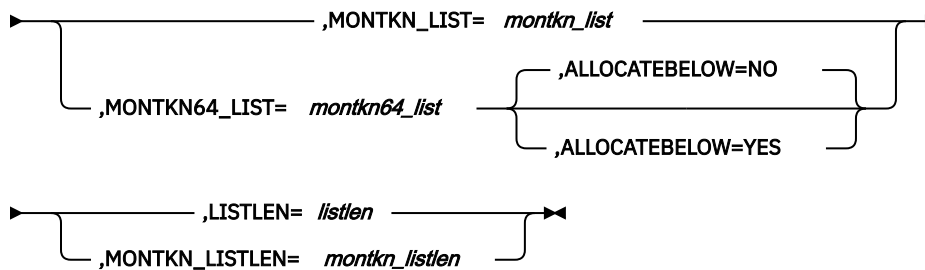 ,MONTKN_LIST= montkn_list
,ALLOCATEBELOW=NO
,MONTKN64_LIST= montkn64_list
,ALLOCATEBELOW=YES
,LISTLEN= listlen
,MONTKN_LISTLEN= montkn_listlen